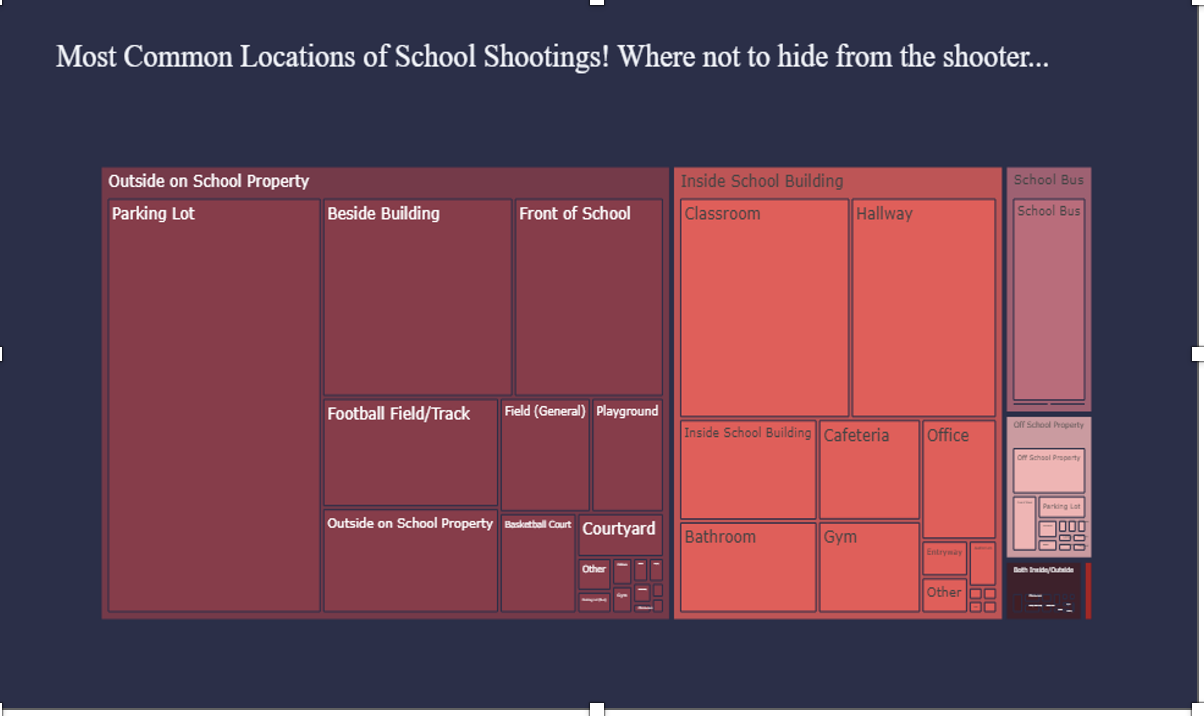 Most Common Locations of School Shootings! Where not to hide from the shooter...
Outside on School Property
Parking Lot
Beside Building
Front of School
Football Field/Track
Field (General)
Playground
Outside on School Property
Basketball Court
Courtyard
Other
Gym
Inside School Building
Classroom
Hallway
Inside School Building
Cafeteria
Office
Bathroom
Gym
Entryway
Other
School Bus
School Bus
Off School Property
Off School Property
Parking Lot
Both Inside/Outside